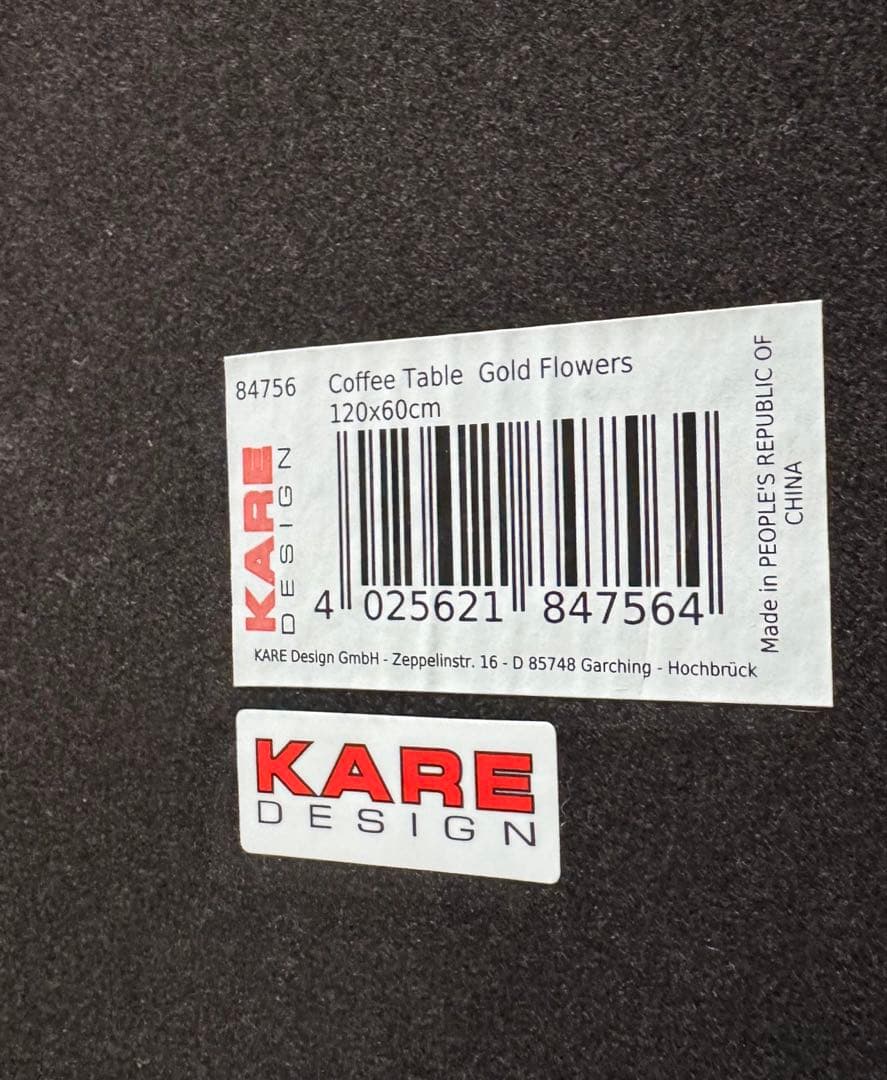 84756
Coffee Table Gold Flowers
120x60cm
KARE
DESIGN
4 025621 847564
KARE Design GmbH - Zeppelinstr. 16 - D 85748 Garching - Hochbrück
Made in PEOPLE'S REPUBLIC OF
CHINA
KARE
DESIGN